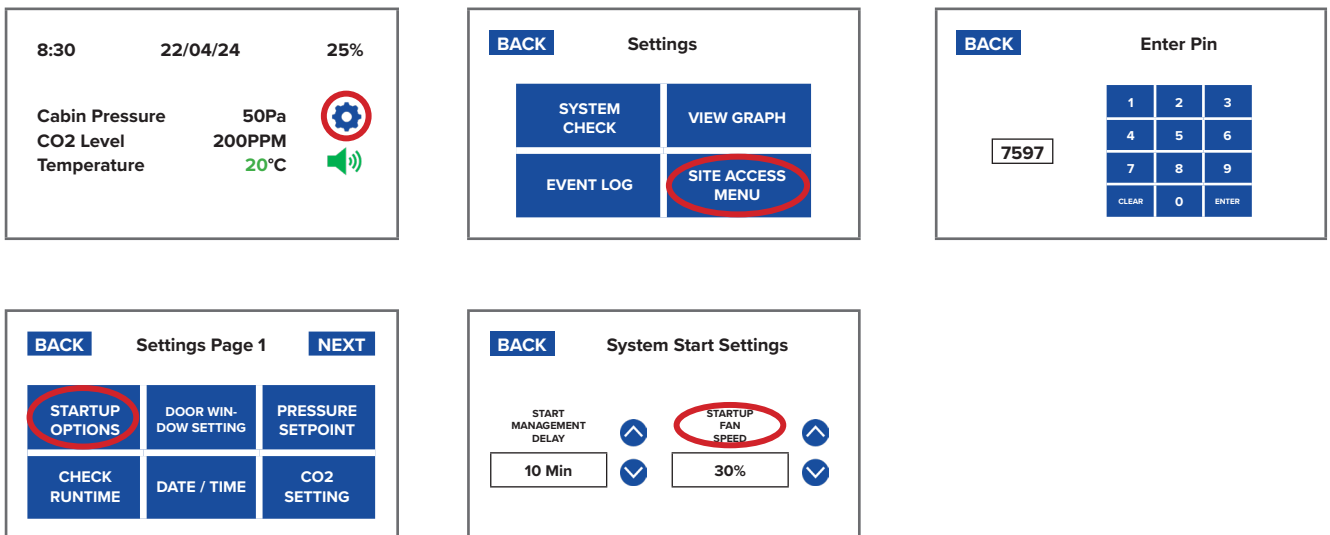 8:30 22/04/24 25%
Cabin Pressure 50Pa
CO2 Level 200PPM
Temperature 20°C
BACK Settings
SYSTEM
CHECK
VIEW GRAPH
EVENT LOG
SITE ACCESS
MENU
BACK Enter Pin
7597
1 2 3
4 5 6
7 8 9
CLEAR 0 ENTER
BACK Settings Page 1 NEXT
STARTUP
OPTIONS
DOOR WIN-
DOW SETTING
PRESSURE
SETPOINT
CHECK
RUNTIME
DATE / TIME
CO2
SETTING
BACK System Start Settings
START
MANAGEMENT
DELAY
10 Min
STARTUP
FAN
SPEED
30%